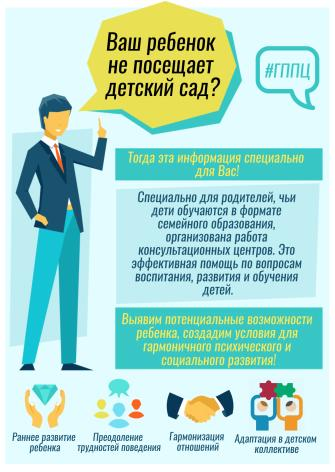 Ваш ребенок
не посещает
детский сад?
#ГППЦ
Тогда эта информация специально
для Вас!
Специально для родителей, чьи
дети обучаются в формате
семейного образования,
организована работа
консультационных центров. Это
эффективная помощь по вопросам
воспитания, развития и обучения
детей.
Выявим потенциальные возможности
ребенка, создадим условия для
гармоничного психического и
социального развития!
Раннее развитие
ребенка
Преодоление
трудностей поведения
Гармонизация
отношений
Адаптация в детском
коллективе